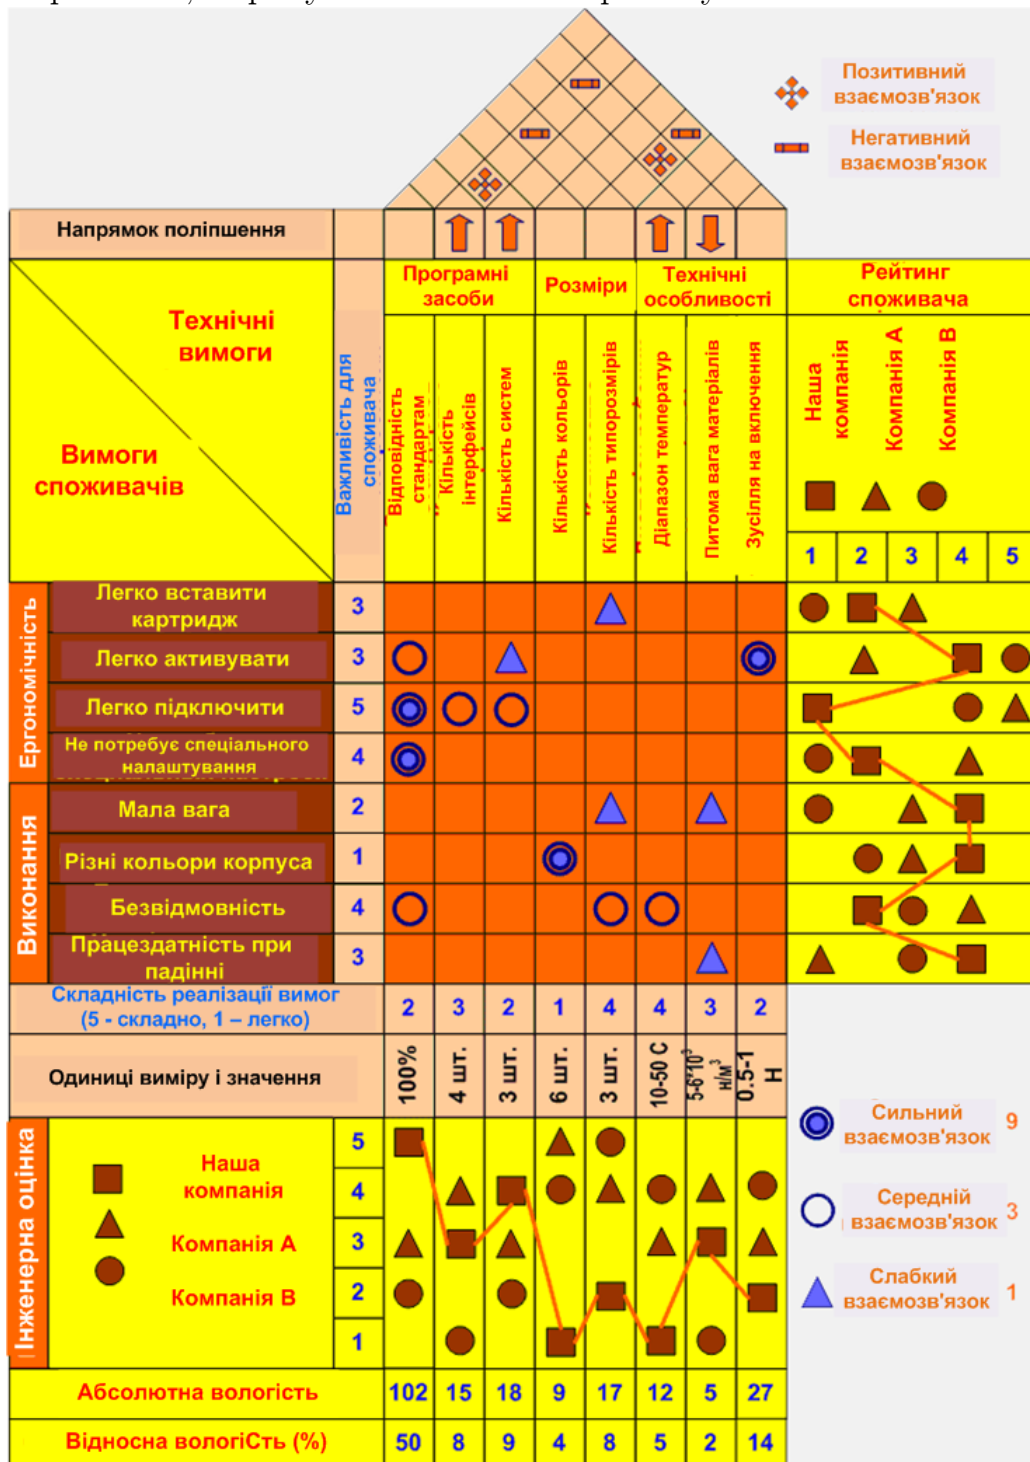 Позитивний
взаємозв'язок
Негативний
взаємозв'язок
Напрямок поліпшення
Технічні
вимоги
Вимоги
споживачів
Важливість для
споживача
Програмні
засоби
Розміри
Технічні
особливості
Рейтинг
споживача
Відповідність
стандартам
Кількість
інтерфейсів
Кількість систем
Кількість кольорів
Кількість типорозмірів
Діапазон температур
Питома вага матеріалів
Зусілля на включення
Наша
компанія
Компанія А
Компанія В
1 2 3 4 5
Ергономічність
Легко вставити
картридж
3
Легко активувати
3
Легко підключити
5
Не потребує спеціального
налаштування
4
Виконання
Мала вага
2
Різні кольори корпуса
1
Безвідмовність
4
Працездатність при
падінні
3
Складність реалізації вимог
(5 - складно, 1 – легко)
2 3 2 1 4 4 3 2
Одиниці виміру і значення
100%
4 шт.
3 шт.
6 шт.
3 шт.
10-50 С
5-6*10³
н/м³
0.5-1
Н
Інженерна оцінка
Наша
компанія
Компанія А
Компанія В
5
4
3
2
1
Сильний
взаємозв'язок
9
Середній
взаємозв'язок
3
Слабкий
взаємозв'язок
1
Абсолютна вологість
102 15 18 9 17 12 5 27
Відносна вологіСть (%)
50 8 9 4 8 5 2 14